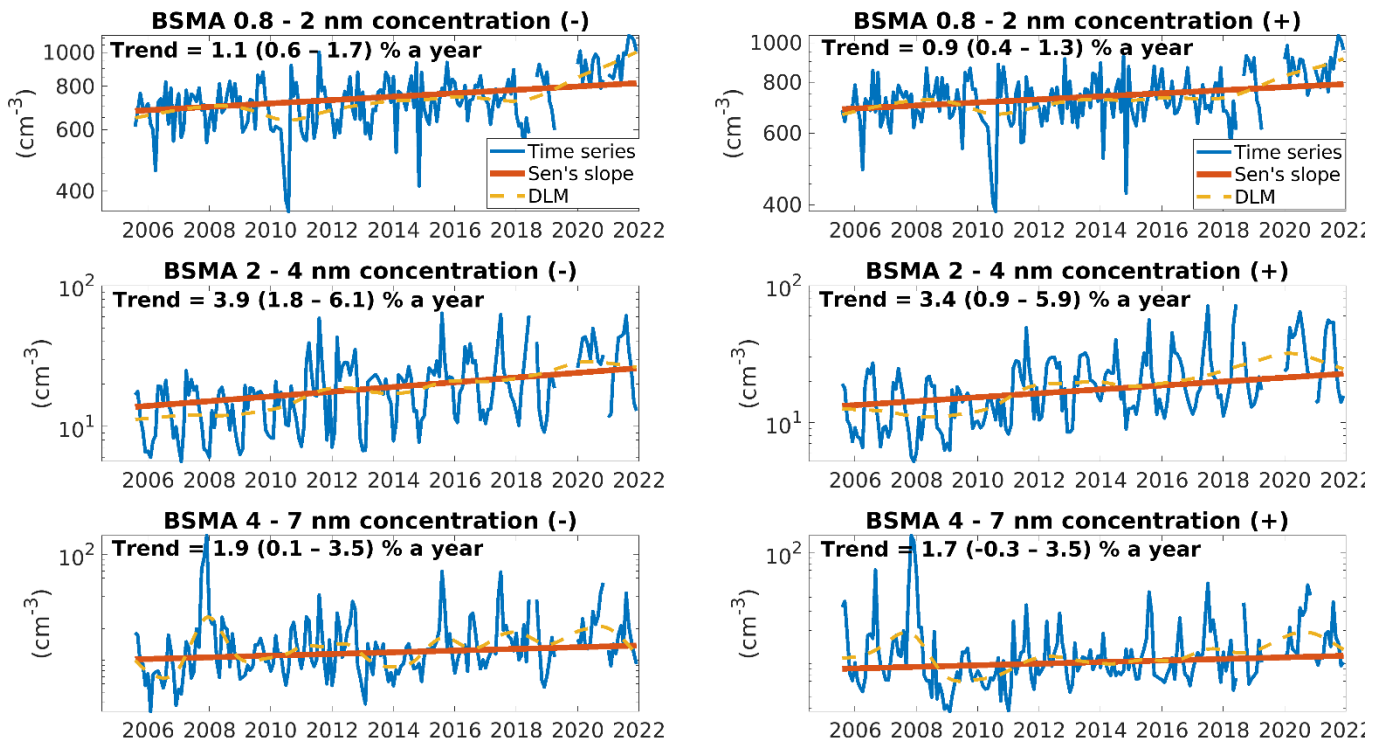 BSMA 0.8 - 2 nm concentration (-)
Trend = 1.1 (0.6 – 1.7) % a year
1000
800
600
400
(cm⁻³)
Time series
Sen's slope
DLM
2006 2008 2010 2012 2014 2016 2018 2020 2022
BSMA 0.8 - 2 nm concentration (+)
Trend = 0.9 (0.4 – 1.3) % a year
1000
800
600
400
(cm⁻³)
Time series
Sen's slope
DLM
2006 2008 2010 2012 2014 2016 2018 2020 2022
BSMA 2 - 4 nm concentration (-)
Trend = 3.9 (1.8 – 6.1) % a year
10²
10¹
(cm⁻³)
2006 2008 2010 2012 2014 2016 2018 2020 2022
BSMA 2 - 4 nm concentration (+)
Trend = 3.4 (0.9 – 5.9) % a year
10²
10¹
(cm⁻³)
2006 2008 2010 2012 2014 2016 2018 2020 2022
BSMA 4 - 7 nm concentration (-)
Trend = 1.9 (0.1 – 3.5) % a year
10²
(cm⁻³)
2006 2008 2010 2012 2014 2016 2018 2020 2022
BSMA 4 - 7 nm concentration (+)
Trend = 1.7 (-0.3 – 3.5) % a year
10²
(cm⁻³)
2006 2008 2010 2012 2014 2016 2018 2020 2022